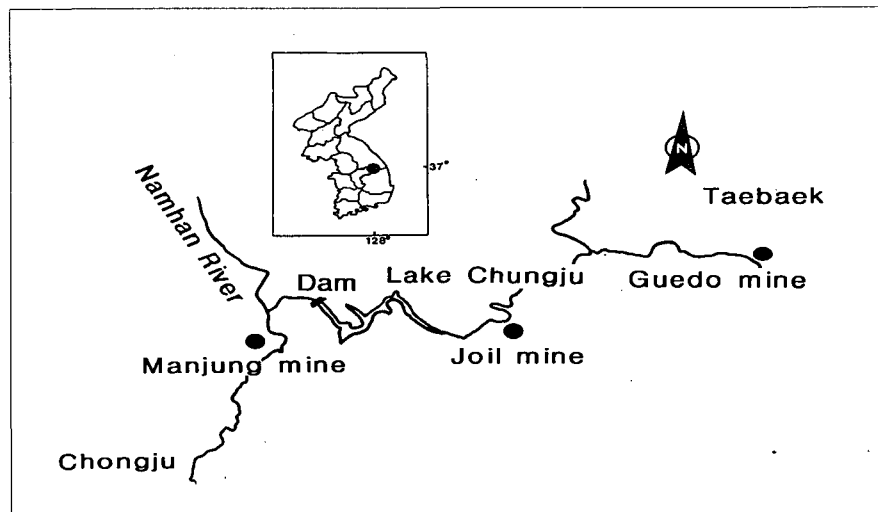 37°
128°
N
Taebaek
Namhan River
Dam
Lake Chungju
Guedo mine
Manjung mine
Joil mine
Chongju